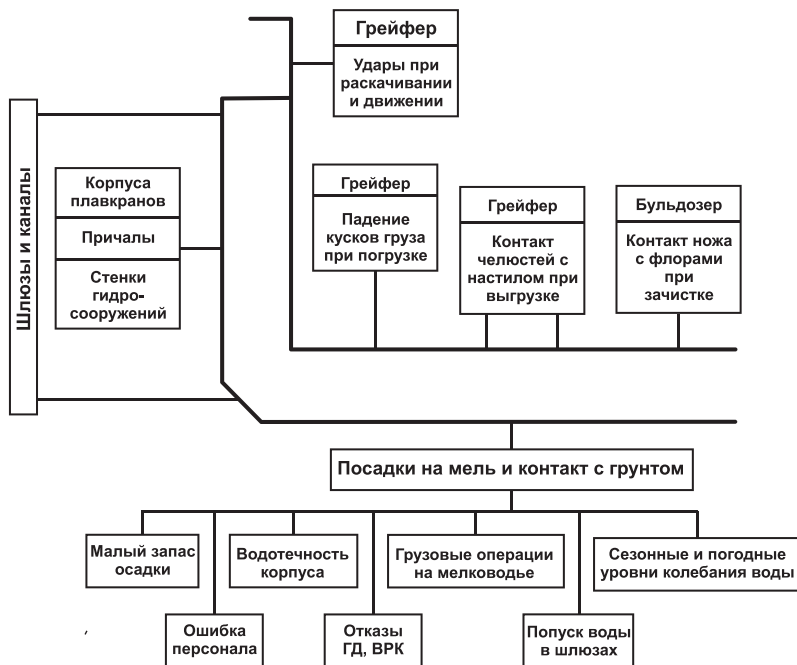 Грейфер
Удары при
раскачивании
и движении
Шлюзы и каналы
Корпуса
плавкранов
Причалы
Стенки
гидро-
сооружений
Грейфер
Падение
кусков груза
при погрузке
Грейфер
Контакт
челюстей с
настилом при
выгрузке
Бульдозер
Контакт ножа
с флорами
при
зачистке
Посадки на мель и контакт с грунтом
Малый запас
осадки
Водотечность
корпуса
Грузовые операции
на мелководье
Сезонные и погодные
уровни колебания воды
Ошибка
персонала
Отказы
ГД, ВРК
Попуск воды
в шлюзах